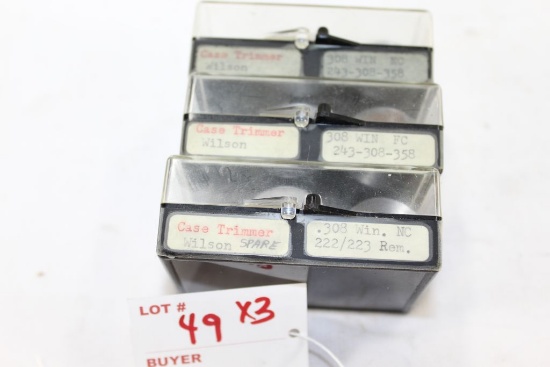 Case Trimmer
Wilson
308 WIN. NC
243-308-358
Case Trimmer
Wilson
308 WIN. FC
243-308-358
Case Trimmer
Wilson SPARE
.308 Win. NC
222/223 Rem.
LOT # 49 X3
BUYER